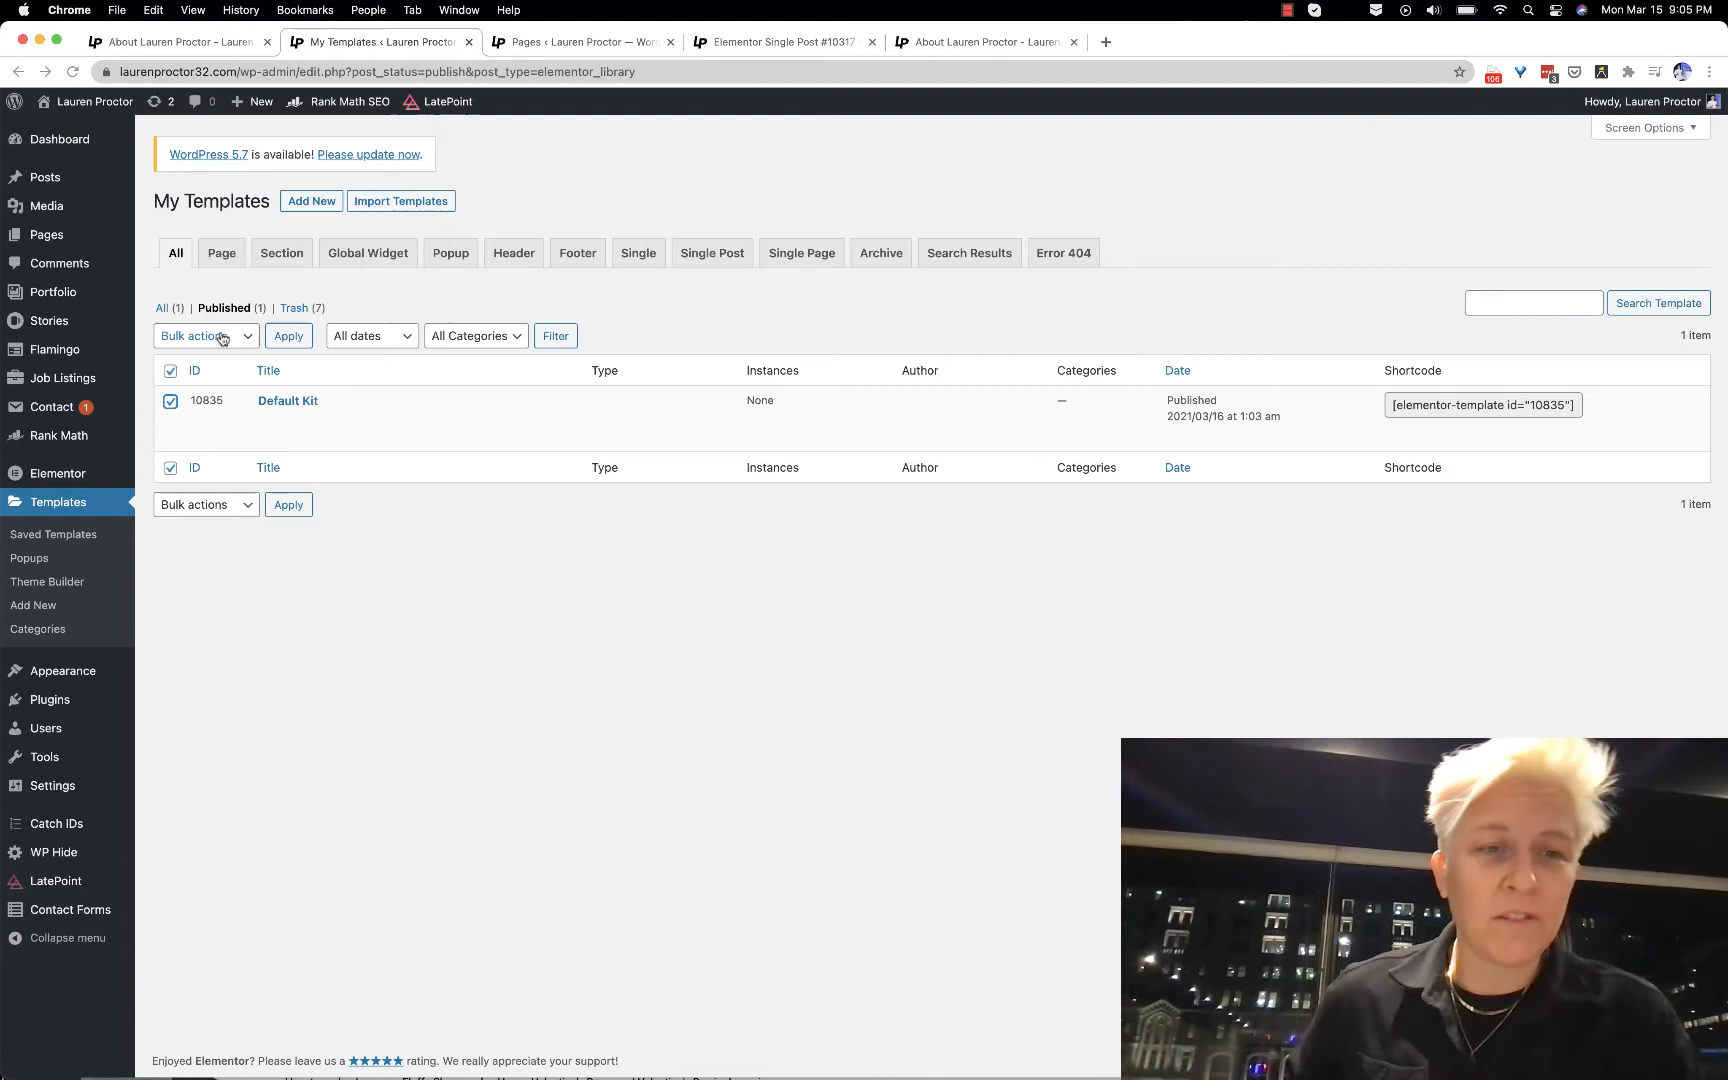 Chrome File Edit View History Bookmarks People Tab Window Help Mon Mar 15 9:05 PM
About Lauren Proctor - Lauren
My Templates ‹ Lauren Proctor
Pages ‹ Lauren Proctor — Wor
Elementor Single Post #10317 -
About Lauren Proctor - Lauren
laurenproctor32.com/wp-admin/edit.php?post_status=publish&post_type=elementor_library
106
3
Lauren Proctor 2 0 New Rank Math SEO LatePoint Howdy, Lauren Proctor
Screen Options
Dashboard
Posts
Media
Pages
Comments
Portfolio
Stories
Flamingo
Job Listings
Contact 1
Rank Math
Elementor
Templates
Saved Templates
Popups
Theme Builder
Add New
Categories
Appearance
Plugins
Users
Tools
Settings
Catch IDs
WP Hide
LatePoint
Contact Forms
Collapse menu
WordPress 5.7 is available! Please update now.
My Templates Add New Import Templates
All Page Section Global Widget Popup Header Footer Single Single Post Single Page Archive Search Results Error 404
All (1) | Published (1) | Trash (7)
Search Template
Bulk actions Apply All dates All Categories Filter 1 item
ID Title Type Instances Author Categories Date Shortcode
10835 Default Kit None — Published [elementor-template id="10835"]
2021/03/16 at 1:03 am
ID Title Type Instances Author Categories Date Shortcode
Bulk actions Apply 1 item
Enjoyed Elementor? Please leave us a ★★★★★ rating. We really appreciate your support!